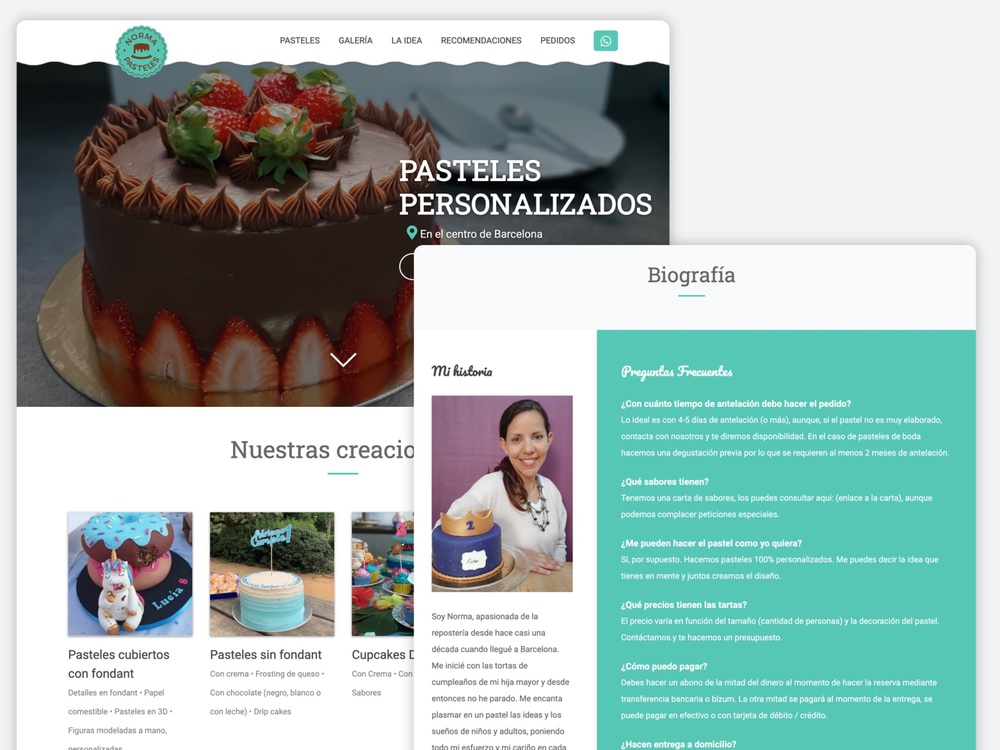 NORMA
PASTELES
PASTELES
GALERÍA
LA IDEA
RECOMENDACIONES
PEDIDOS
PASTELES
PERSONALIZADOS
En el centro de Barcelona
Nuestras creacio
Lucía 8
Pasteles cubiertos
con fondant
Detalles en fondant • Papel
comestible • Pasteles en 3D •
Figuras modeladas a mano,
personalizadas
Pasteles sin fondant
Con crema • Frosting de queso •
Con chocolate (negro, blanco o
con leche) • Drip cakes
Cupcakes D
Con Crema • Con
Sabores
Biografía
Mi historia
2
Soy Norma, apasionada de la
repostería desde hace casi una
década cuando llegué a Barcelona.
Me inicié con las tortas de
cumpleaños de mi hija mayor y desde
entonces no he parado. Me encanta
plasmar en un pastel las ideas y los
sueños de niños y adultos, poniendo
todo mi esfuerzo y mi cariño en cada
Preguntas Frecuentes
¿Con cuánto tiempo de antelación debo hacer el pedido?
Lo ideal es con 4-5 días de antelación (o más), aunque, si el pastel no es muy elaborado,
contacta con nosotros y te diremos disponibilidad. En el caso de pasteles de boda
hacemos una degustación previa por lo que se requieren al menos 2 meses de antelación.
¿Qué sabores tienen?
Tenemos una carta de sabores, los puedes consultar aqui: (enlace a la carta), aunque
podemos complacer peticiones especiales.
¿Me pueden hacer el pastel como yo quiera?
Si, por supuesto. Hacemos pasteles 100% personalizados. Me puedes decir la idea que
tienes en mente y juntos creamos el diseño.
¿Qué precios tienen las tartas?
El precio varía en función del tamaño (cantidad de personas) y la decoración del pastel.
Contáctamos y te hacemos un presupuesto.
¿Cómo puedo pagar?
Debes hacer un abono de la mitad del dinero al momento de hacer la reserva mediante
transferencia bancaria o bizum. La otra mitad se pagará al momento de la entrega, se
puede pagar en efectivo o con tarjeta de débito / crédito.
¿Hacen entrega a domicilio?